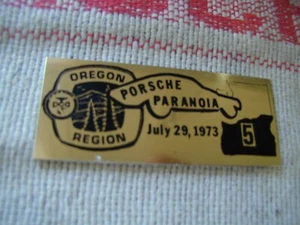 OREGON
REGION
PORSCHE
PARANOIA
July 29, 1973
5